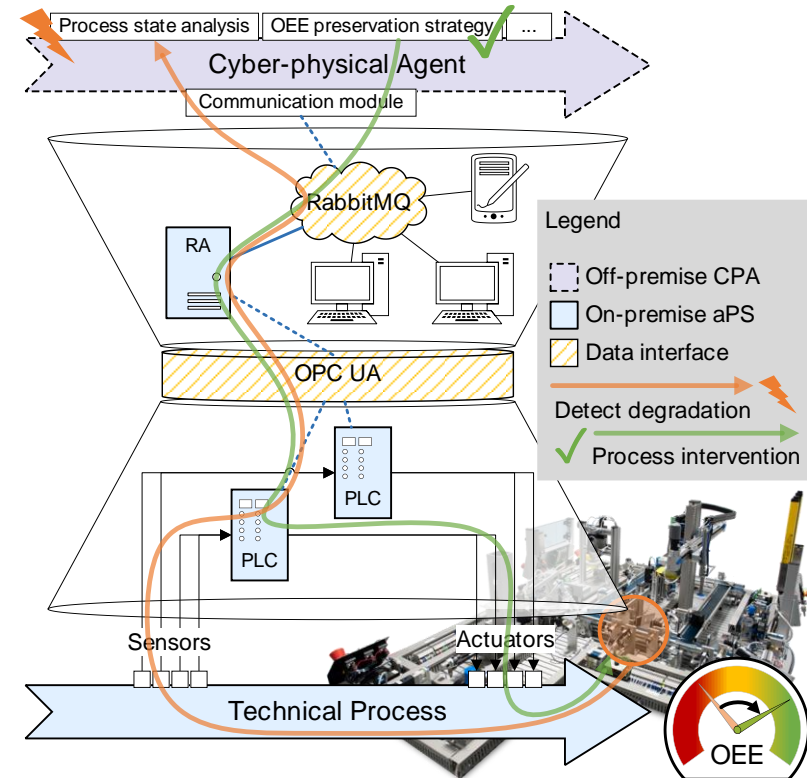 Process state analysis
OEE preservation strategy
...
Cyber-physical Agent
Communication module
RabbitMQ
RA
OPC UA
PLC
PLC
Sensors
Actuators
Technical Process
OEE
Legend
Off-premise CPA
On-premise aPS
Data interface
Detect degradation
Process intervention